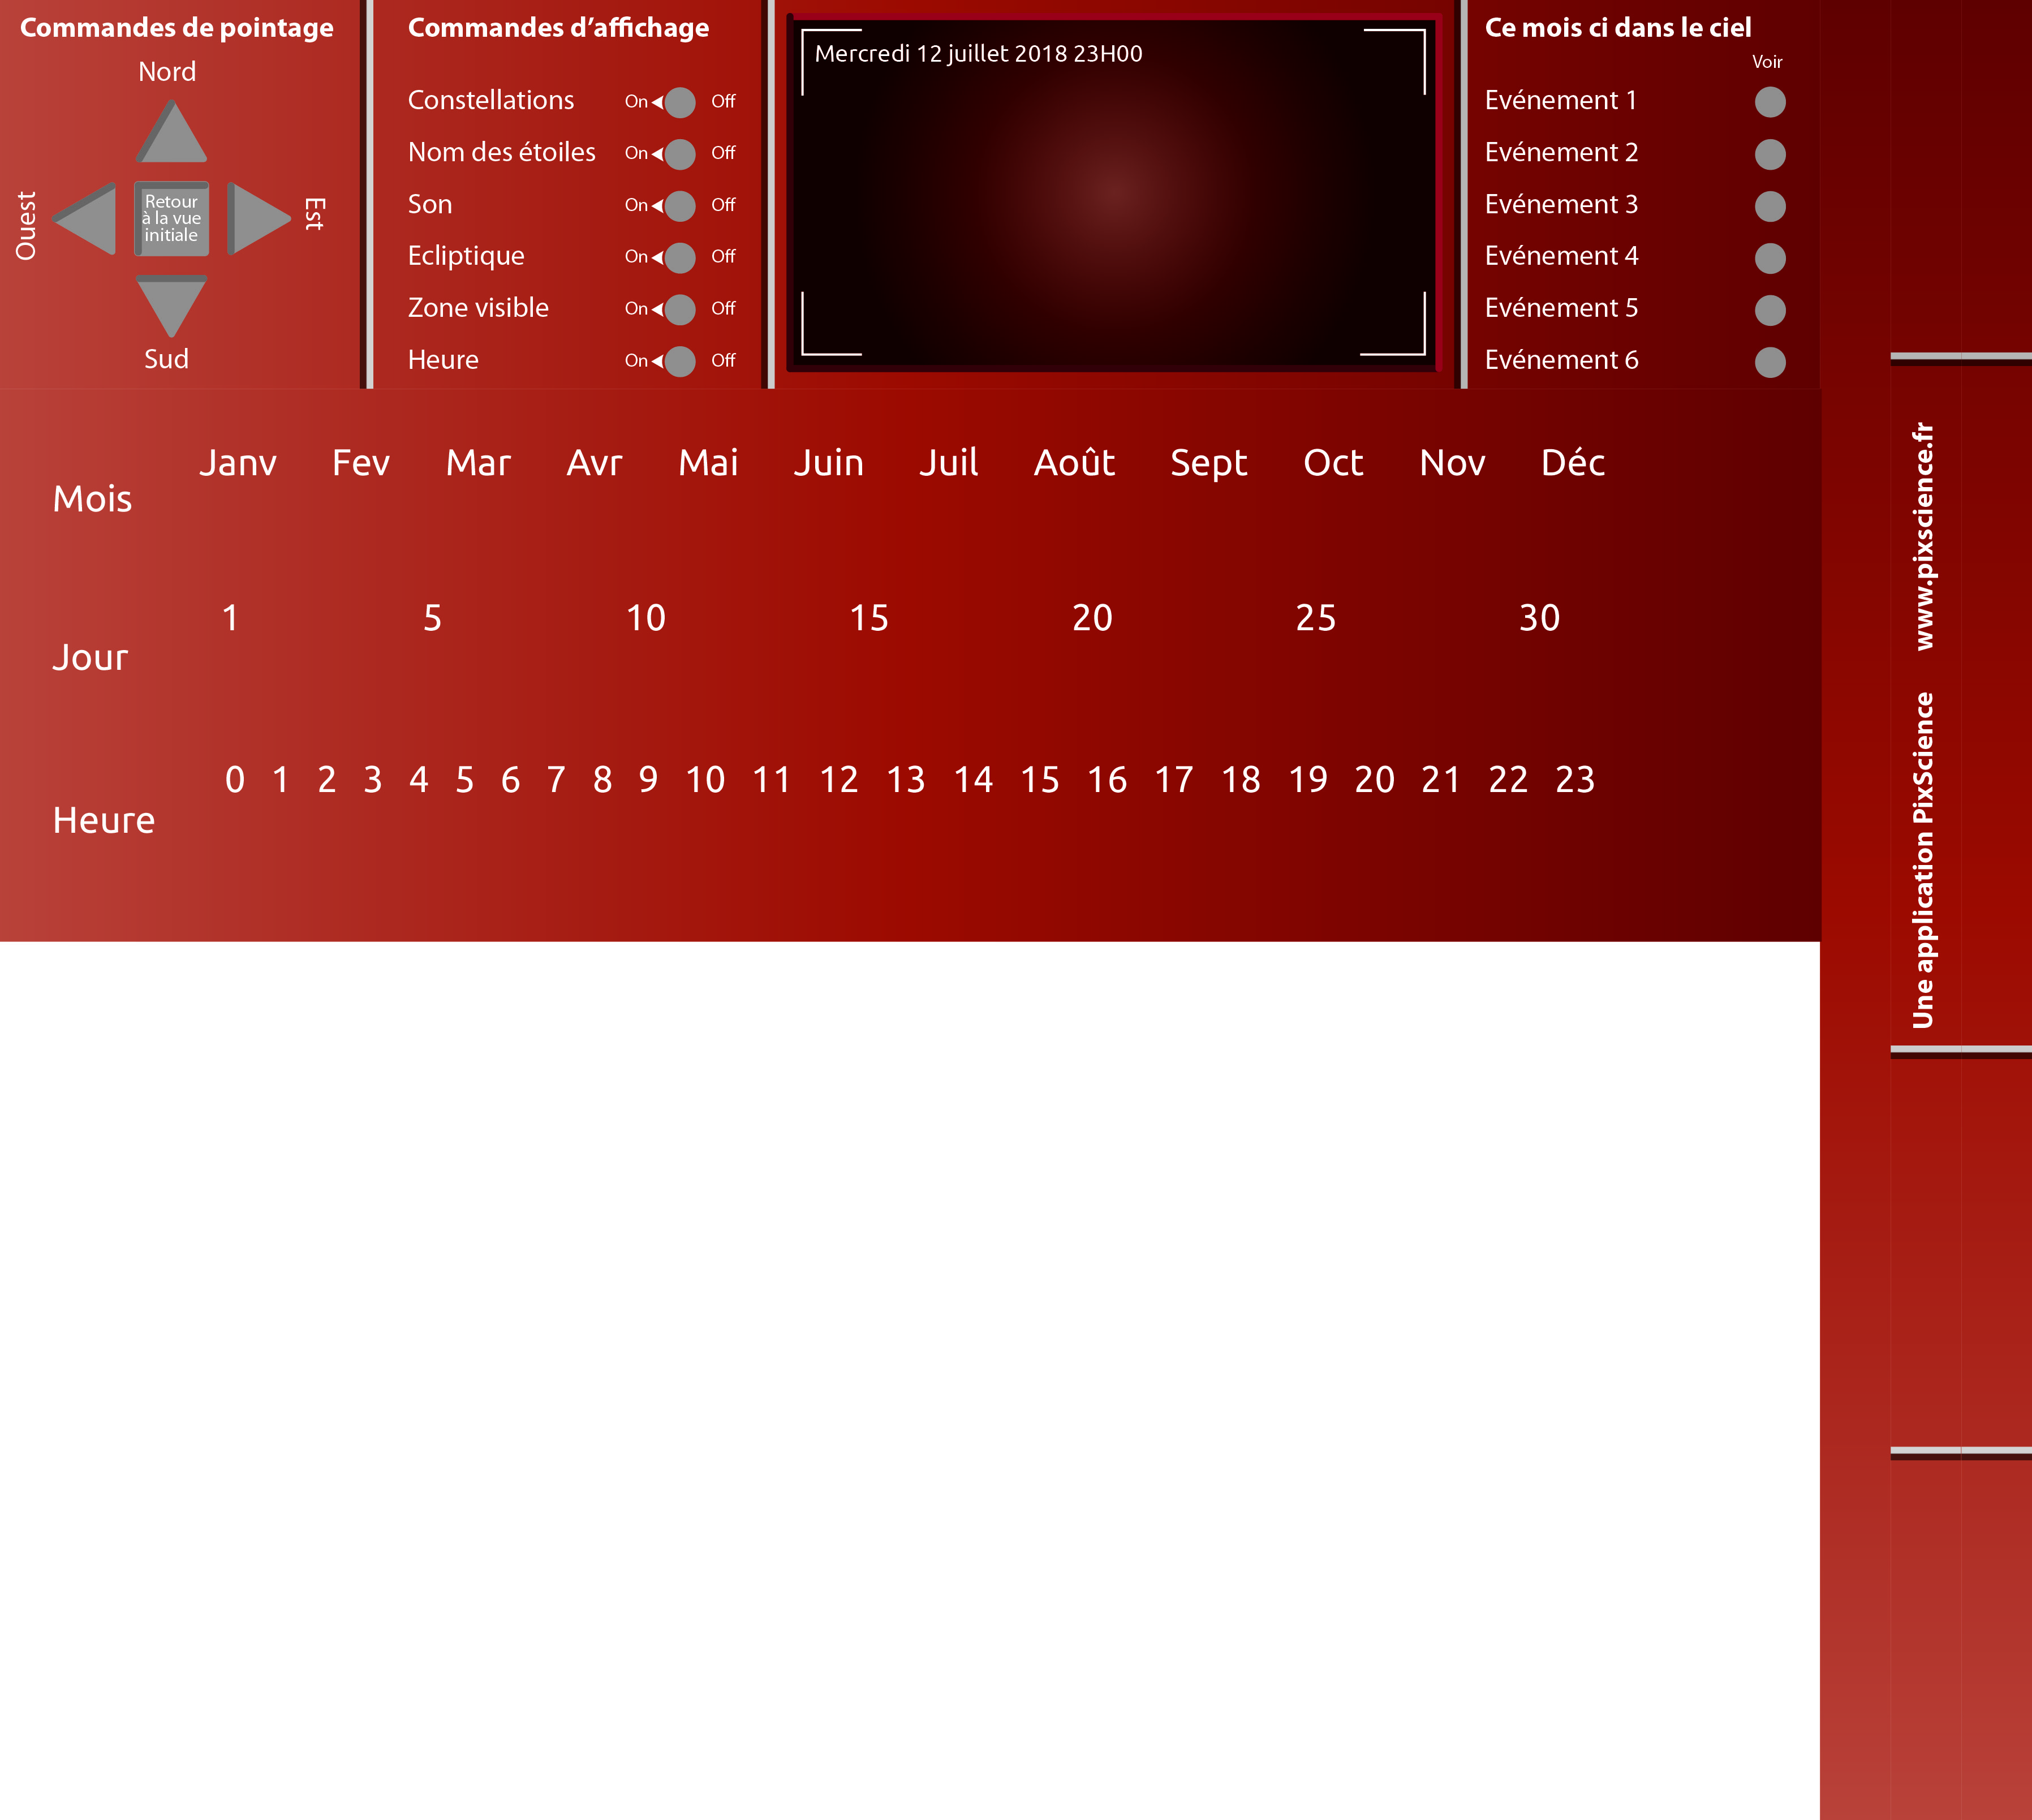 Commandes de pointage
Nord
Ouest
Retour
à la vue
initiale
Est
Sud
Commandes d’affichage
Constellations On Off
Nom des étoiles On Off
Son On Off
Ecliptique On Off
Zone visible On Off
Heure On Off
Mercredi 12 juillet 2018 23H00
Ce mois ci dans le ciel
Voir
Evénement 1
Evénement 2
Evénement 3
Evénement 4
Evénement 5
Evénement 6
Janv Fev Mar Avr Mai Juin Juil Août Sept Oct Nov Déc
Mois
1 5 10 15 20 25 30
Jour
0 1 2 3 4 5 6 7 8 9 10 11 12 13 14 15 16 17 18 19 20 21 22 23
Heure
Une application PixScience www.pixscience.fr